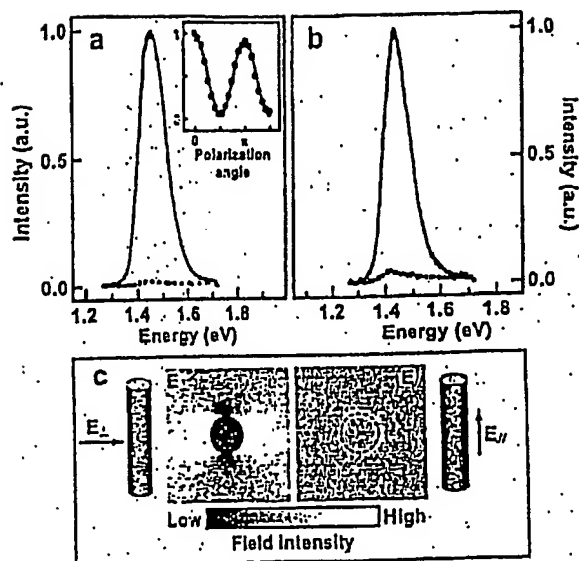 a
b
1.0
1.0
0.5
0.5
0.0
0.0
Intensity (a.u.)
Intensity (a.u.)
0
π
Polarization
angle
1.2 1.4 1.6 1.8
1.2 1.4 1.6 1.8
Energy (eV)
Energy (eV)
c
E⊥
E
E
E//
Low
High
Field Intensity